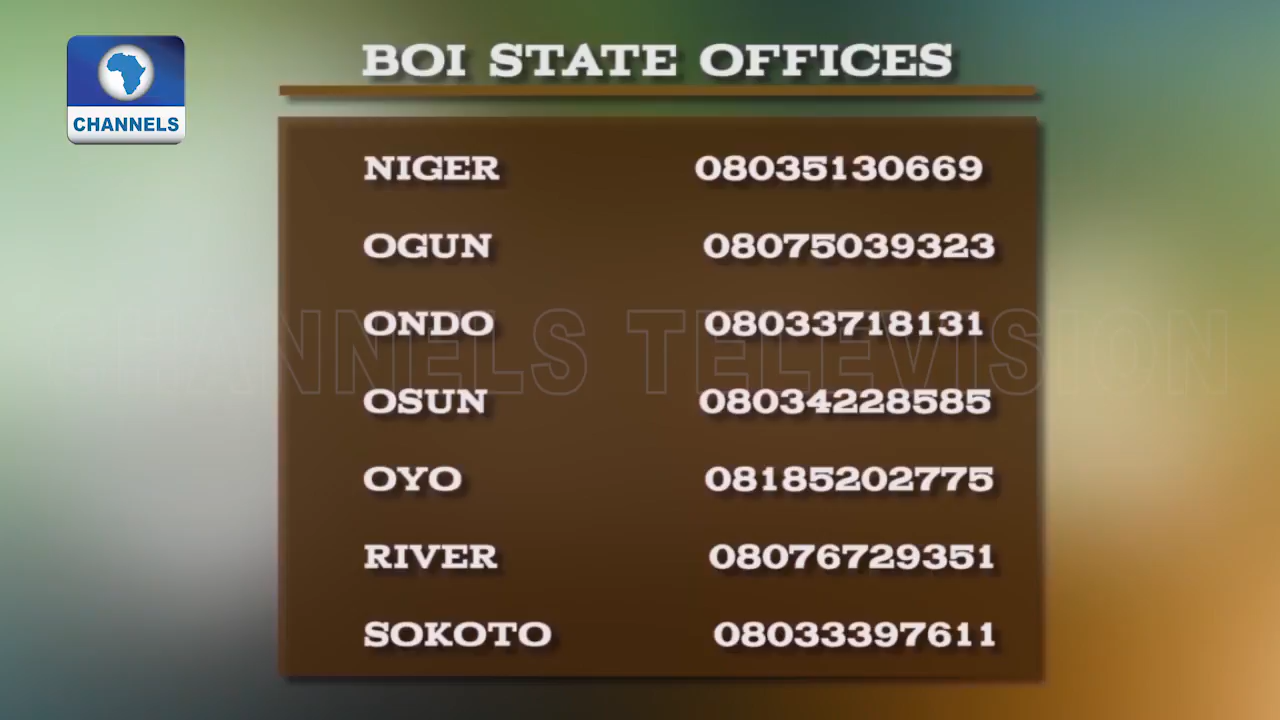 BOI STATE OFFICES
CHANNELS
NIGER 08035130669
OGUN 08075039323
ONDO 08033718131
CHANNELS TELEVISION
OSUN 08034228585
OYO 08185202775
RIVER 08076729351
SOKOTO 08033397611